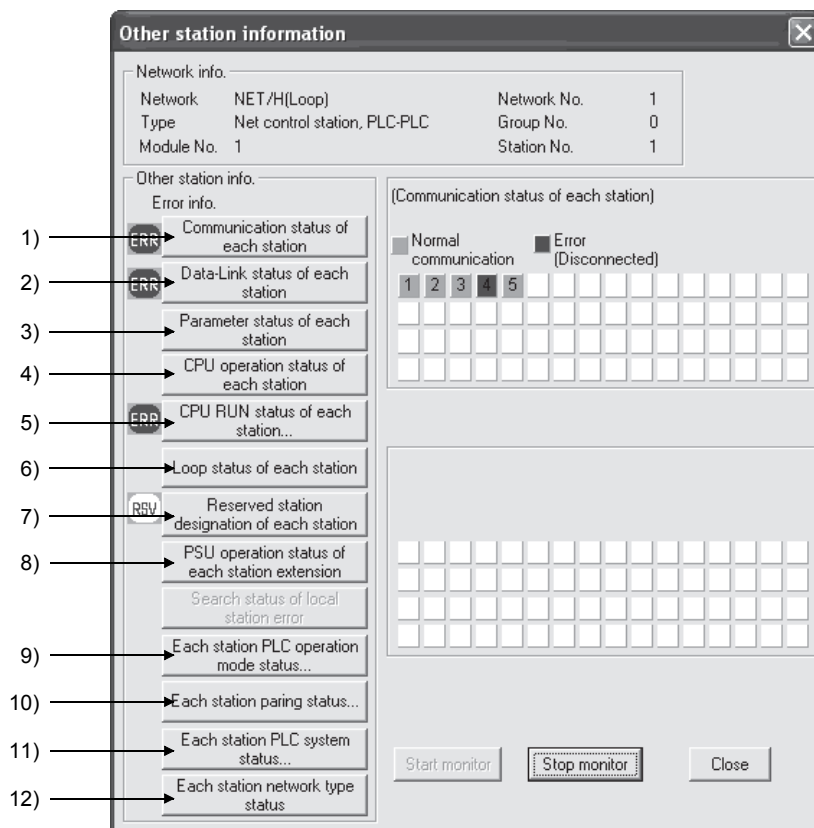 Other station information
Network info.
Network NET/H(Loop) Network No. 1
Type Net control station, PLC-PLC Group No. 0
Module No. 1 Station No. 1
Other station info.
Error info.
(Communication status of each station)
Normal communication
Error (Disconnected)
1 2 3 4 5
1) ERR Communication status of
each station
2) ERR Data-Link status of each
station
3) Parameter status of each
station
4) CPU operation status of
each station
5) ERR CPU RUN status of each
station...
6) Loop status of each station
7) RSV Reserved station
designation of each station
8) PSU operation status of
each station extension
Search status of local
station error
9) Each station PLC operation
mode status...
10) Each station paring status...
11) Each station PLC system
status...
12) Each station network type
status
Start monitor Stop monitor Close